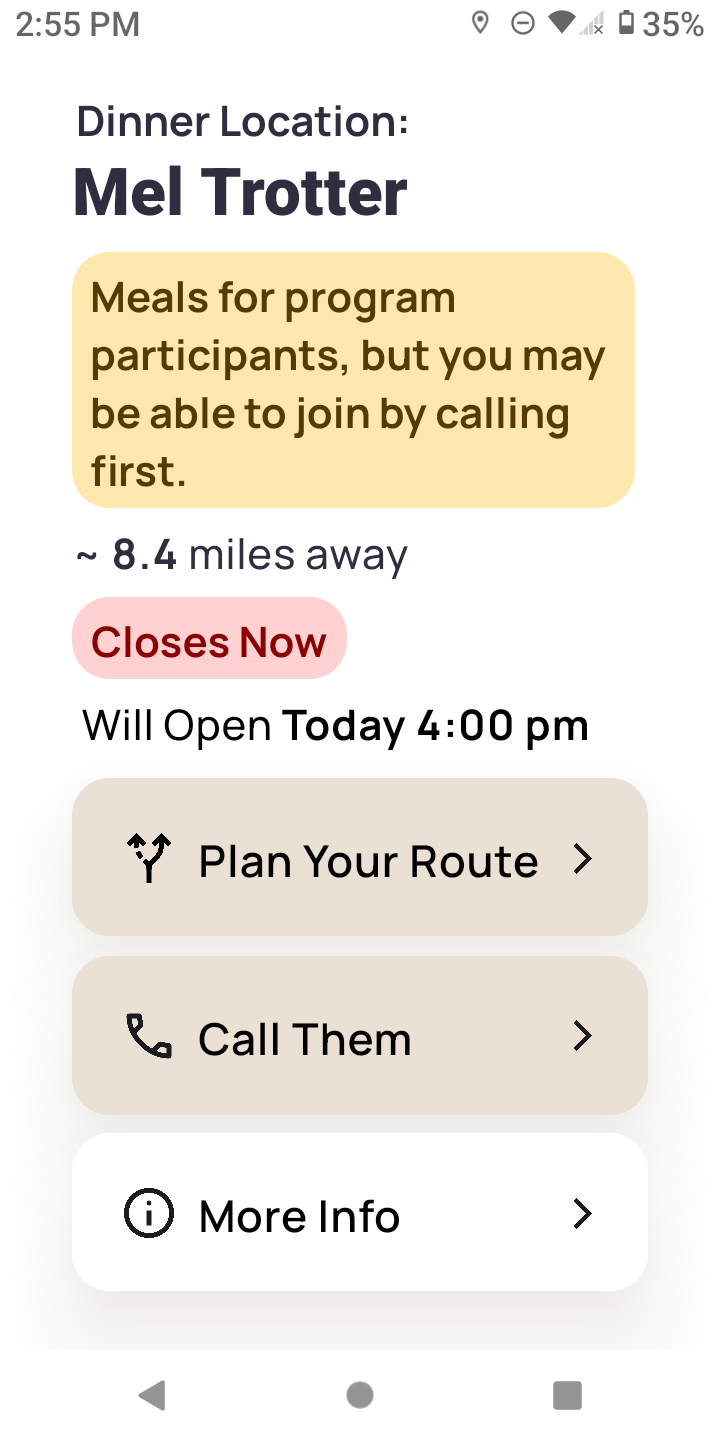 2:55 PM
35%
Dinner Location:
Mel Trotter
Meals for program
participants, but you may
be able to join by calling
first.
~ 8.4 miles away
Closes Now
Will Open Today 4:00 pm
Plan Your Route
Call Them
More Info